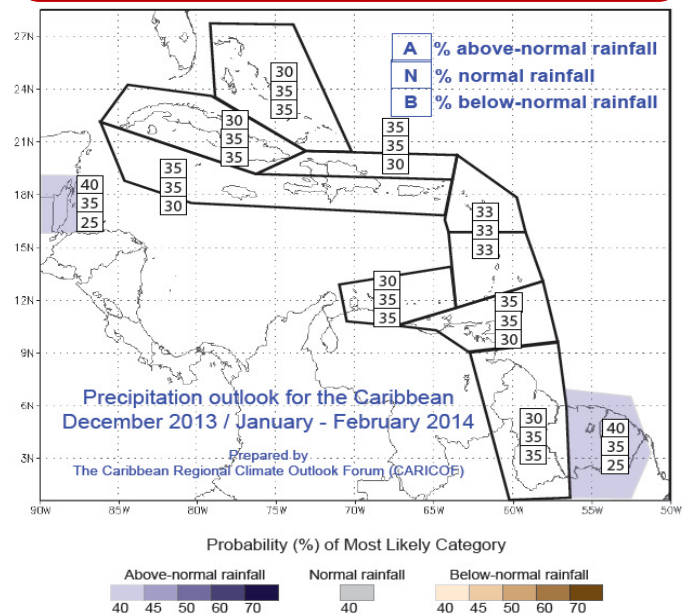 27N
24N
21N
18N
15N
12N
9N
6N
3N
90W 85W 80W 75W 70W 65W 60W 55W 50W
A % above-normal rainfall
N % normal rainfall
B % below-normal rainfall
30
35
35
30
35
35
35
35
30
35
35
30
40
35
25
33
33
33
30
35
35
35
35
30
30
35
35
40
35
25
Precipitation outlook for the Caribbean
December 2013 / January - February 2014
Prepared by
The Caribbean Regional Climate Outlook Forum (CARICOF)
Probability (%) of Most Likely Category
Above-normal rainfall Normal rainfall Below-normal rainfall
40 45 50 60 70 40 40 45 50 60 70